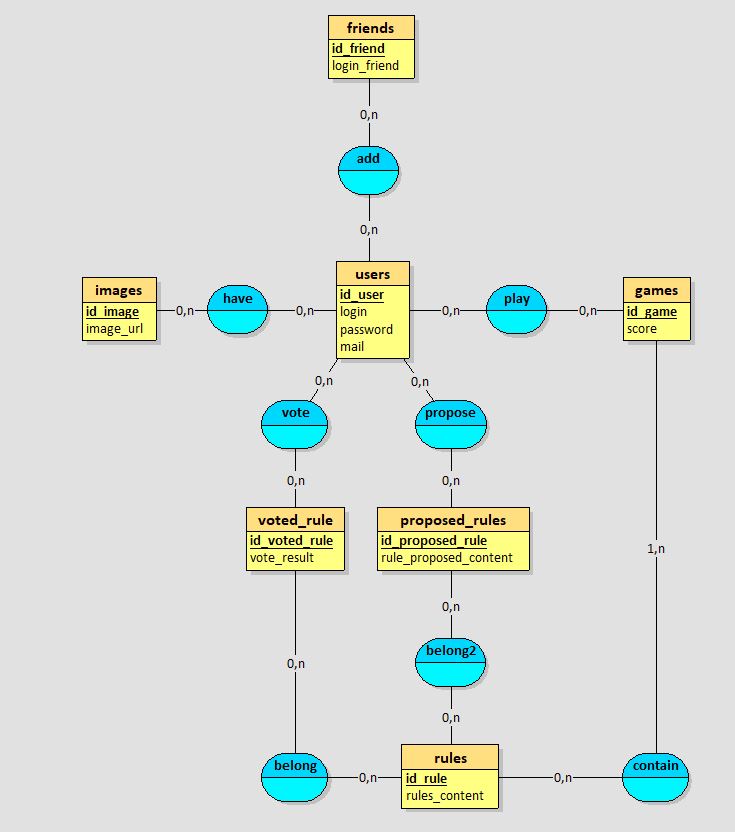 friends
id_friend
login_friend
0,n
add
0,n
images
id_image
image_url
0,n
have
0,n
users
id_user
login
password
mail
0,n
play
0,n
games
id_game
score
0,n
0,n
vote
propose
0,n
0,n
voted_rule
id_voted_rule
vote_result
proposed_rules
id_proposed_rule
rule_proposed_content
1,n
0,n
belong2
0,n
0,n
belong
0,n
rules
id_rule
rules_content
0,n
contain